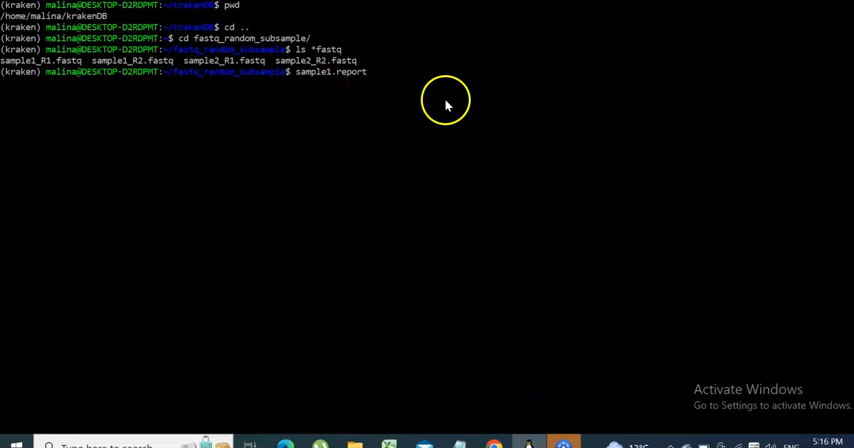 (kraken) malina@DESKTOP-D2RDPMT:~/krakenDB$ pwd
/home/malina/krakenDB
(kraken) malina@DESKTOP-D2RDPMT:~/krakenDB$ cd ..
(kraken) malina@DESKTOP-D2RDPMT:~$ cd fastq_random_subsample/
(kraken) malina@DESKTOP-D2RDPMT:~/fastq_random_subsample$ ls *fastq
sample1_R1.fastq  sample1_R2.fastq  sample2_R1.fastq  sample2_R2.fastq
(kraken) malina@DESKTOP-D2RDPMT:~/fastq_random_subsample$ sample1.report
Activate Windows
Go to Settings to activate Windows.
5:16 PM
Type here to search
12°C
ENG